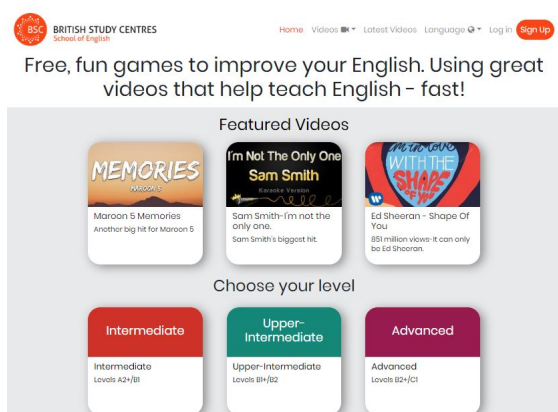 BSC BRITISH STUDY CENTRES
School of English
Home Videos Latest Videos Language Log in Sign Up
Free, fun games to improve your English. Using great
videos that help teach English - fast!
Featured Videos
MEMORIES
MAROON 5
Maroon 5 Memories
Another big hit for Maroon 5
I'm Not The Only One
Sam Smith
Karaoke Version
Sam Smith-I'm not the
only one.
Sam Smith's biggest hit.
I'm in love
WITH THE
SHAPE
OF YOU
Ed Sheeran - Shape Of
You
851 million views-It can only
be Ed Sheeran.
Choose your level
Intermediate
Intermediate
Levels A2+/B1
Upper-
Intermediate
Upper-Intermediate
Levels B1+/B2
Advanced
Advanced
Levels B2+/C1